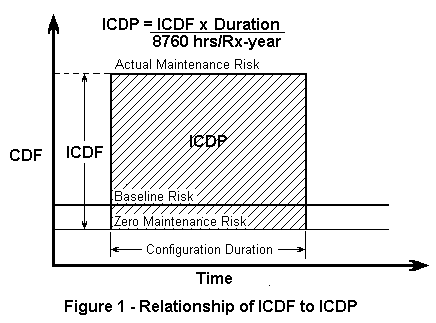 ICDP = ICDF x Duration
8760 hrs/Rx-year
Actual Maintenance Risk
CDF
ICDF
ICDP
Baseline Risk
Zero Maintenance Risk
Configuration Duration
Time
Figure 1 - Relationship of ICDF to ICDP